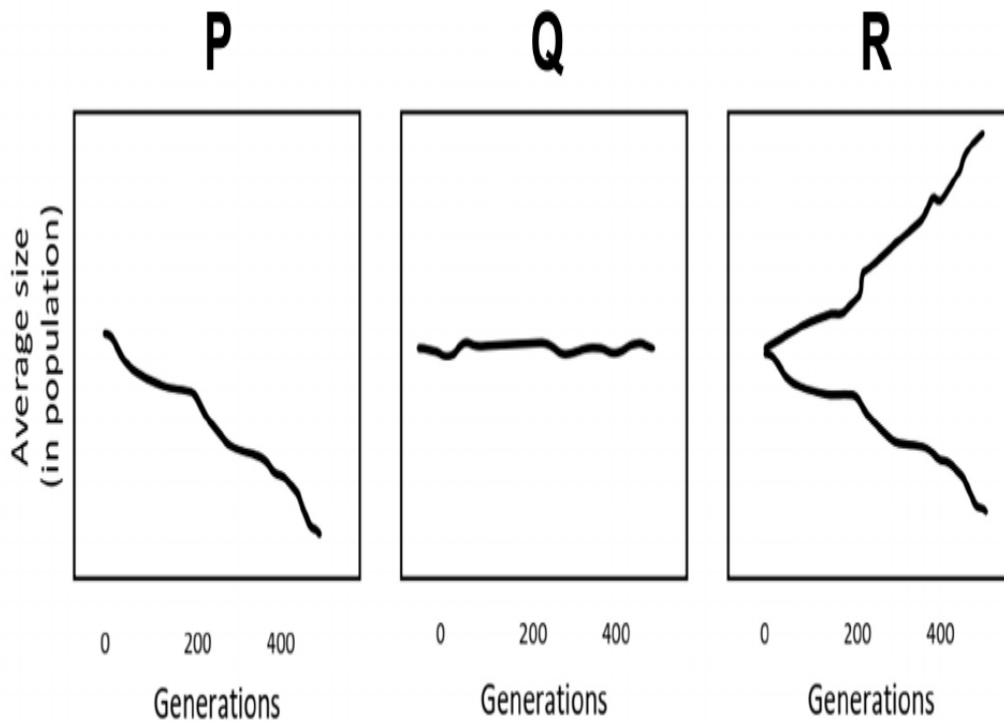 P
Q
R
Average size
(in population)
0 200 400
0 200 400
0 200 400
Generations
Generations
Generations